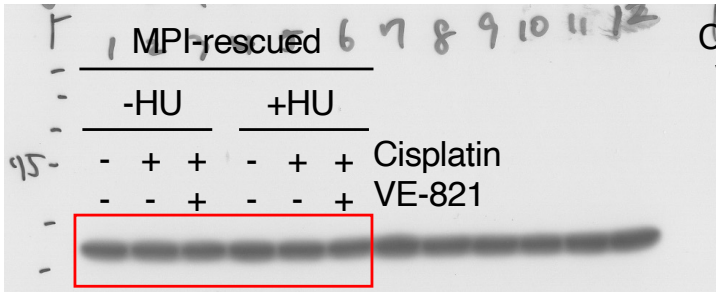 1 2 3 4 5 6 7 8 9 10 11 12
MPI-rescued C
-HU +HU
95- - + + - + + Cisplatin
- - + - - + VE-821